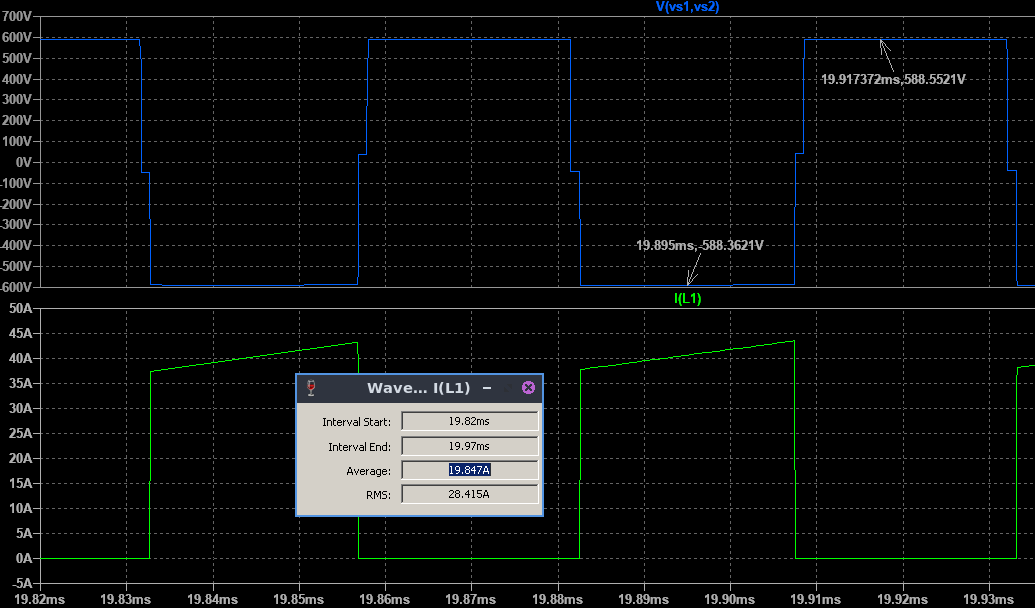 V(vs1,vs2)
700V
600V
500V
400V
300V
200V
100V
0V
-100V
-200V
-300V
-400V
-500V
-600V
19.917372ms,588.5521V
19.895ms,-588.3621V
I(L1)
50A
45A
40A
35A
30A
25A
20A
15A
10A
5A
0A
-5A
Wave... I(L1)
Interval Start: 19.82ms
Interval End: 19.97ms
Average: 19.847A
RMS: 28.415A
19.82ms 19.83ms 19.84ms 19.85ms 19.86ms 19.87ms 19.88ms 19.89ms 19.90ms 19.91ms 19.92ms 19.93ms